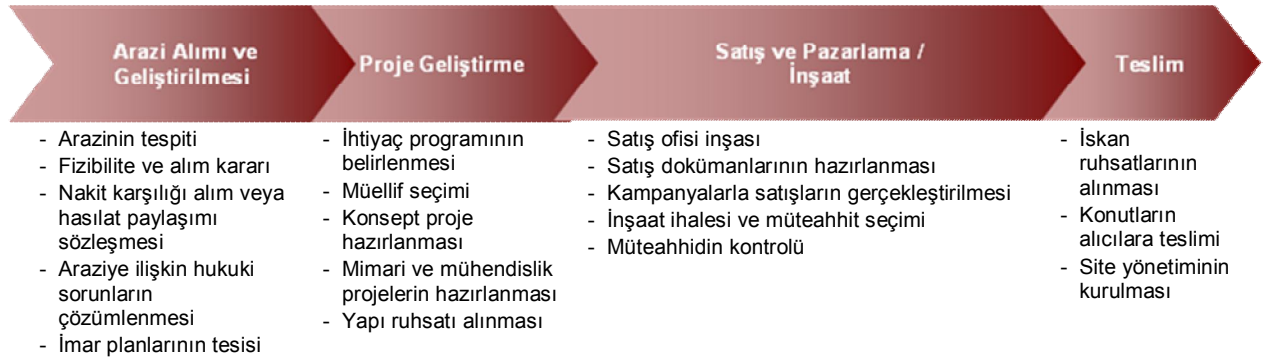 Arazi Alımı ve
Geliştirilmesi
Proje Geliştirme
Satış ve Pazarlama /
İnşaat
Teslim
- Arazinin tespiti
- Fizibilite ve alım kararı
- Nakit karşılığı alım veya
hasılat paylaşımı
sözleşmesi
- Araziye ilişkin hukuki
sorunların
çözümlenmesi
- İmar planlarının tesisi
- İhtiyaç programının
belirlenmesi
- Müellif seçimi
- Konsept proje
hazırlanması
- Mimari ve mühendislik
projelerin hazırlanması
- Yapı ruhsatı alınması
- Satış ofisi inşası
- Satış dokümanlarının hazırlanması
- Kampanyalarla satışların gerçekleştirilmesi
- İnşaat ihalesi ve müteahhit seçimi
- Müteahhidin kontrolü
- İskan
ruhsatlarının
alınması
- Konutların
alıcılara teslimi
- Site yönetiminin
kurulması